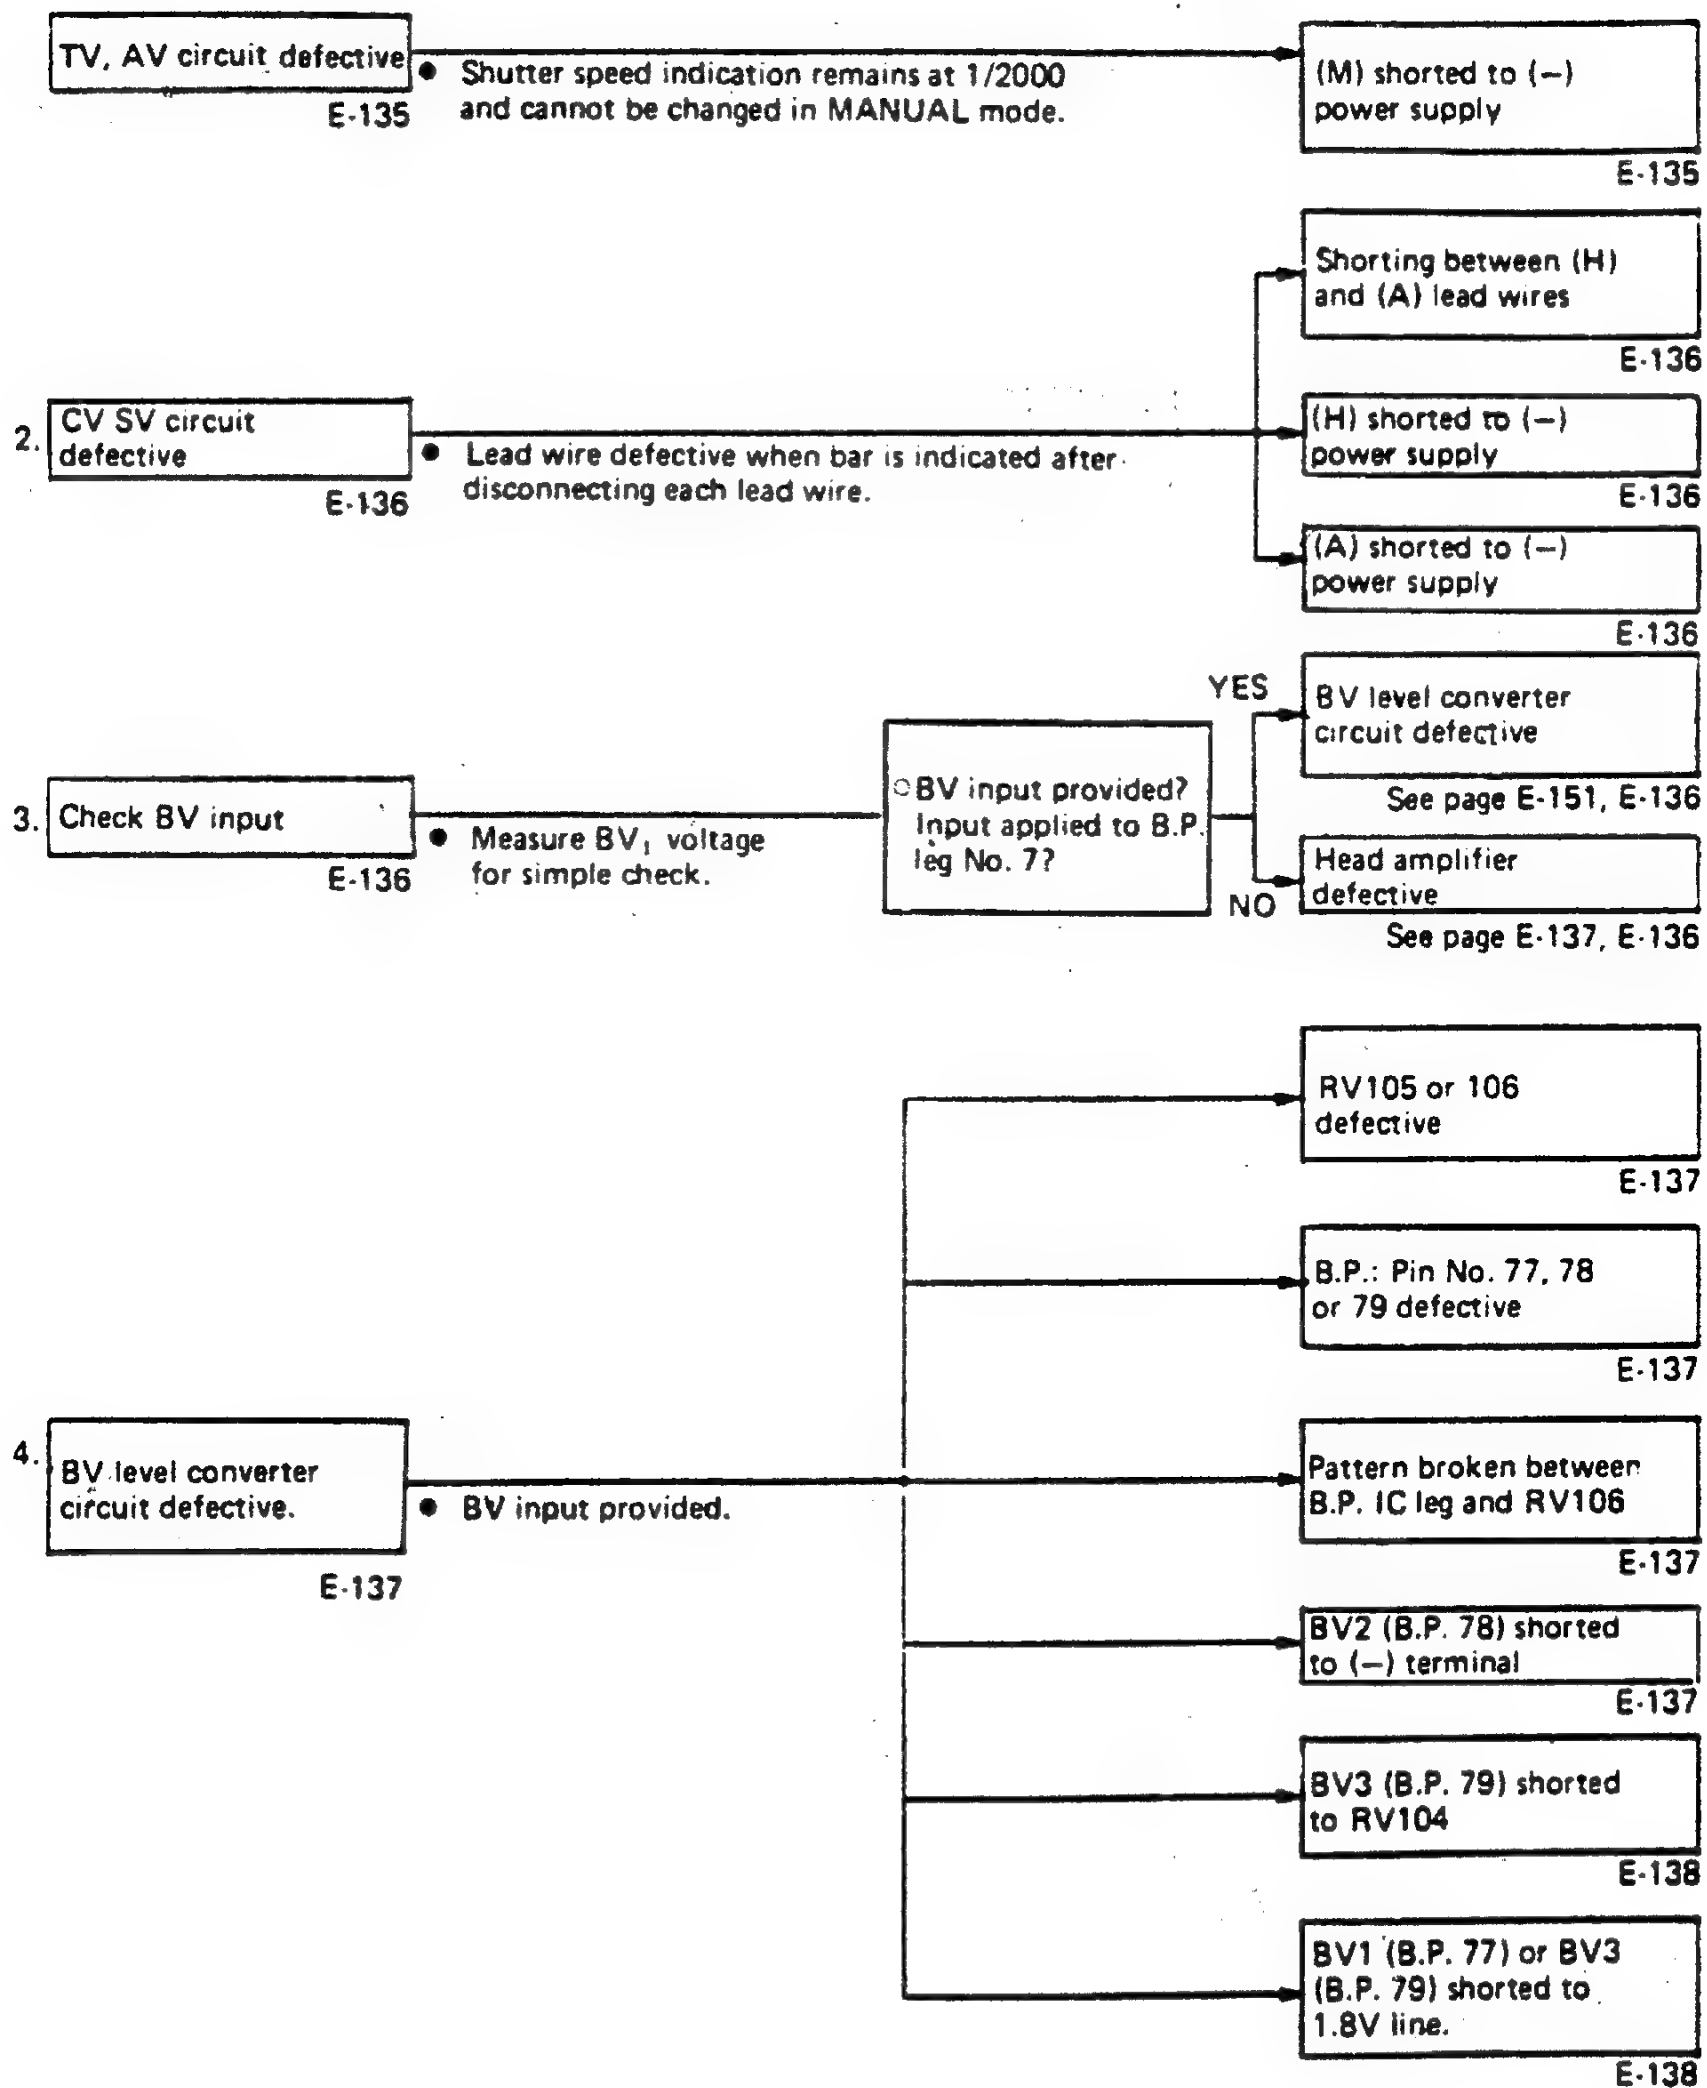 TV, AV circuit defective
E-135
● Shutter speed indication remains at 1/2000
and cannot be changed in MANUAL mode.
(M) shorted to (−)
power supply
E-135
2.
CV SV circuit
defective
E-136
● Lead wire defective when bar is indicated after
disconnecting each lead wire.
Shorting between (H)
and (A) lead wires
E-136
(H) shorted to (−)
power supply
E-136
(A) shorted to (−)
power supply
E-136
3.
Check BV input
E-136
● Measure BV₁ voltage
for simple check.
○ BV input provided?
Input applied to B.P.
leg No. 7?
YES
BV level converter
circuit defective
See page E-151, E-136
NO
Head amplifier
defective
See page E-137, E-136
4.
BV level converter
circuit defective.
E-137
● BV input provided.
RV105 or 106
defective
E-137
B.P.: Pin No. 77, 78
or 79 defective
E-137
Pattern broken between
B.P. IC leg and RV106
E-137
BV2 (B.P. 78) shorted
to (−) terminal
E-137
BV3 (B.P. 79) shorted
to RV104
E-138
BV1 (B.P. 77) or BV3
(B.P. 79) shorted to
1.8V line.
E-138